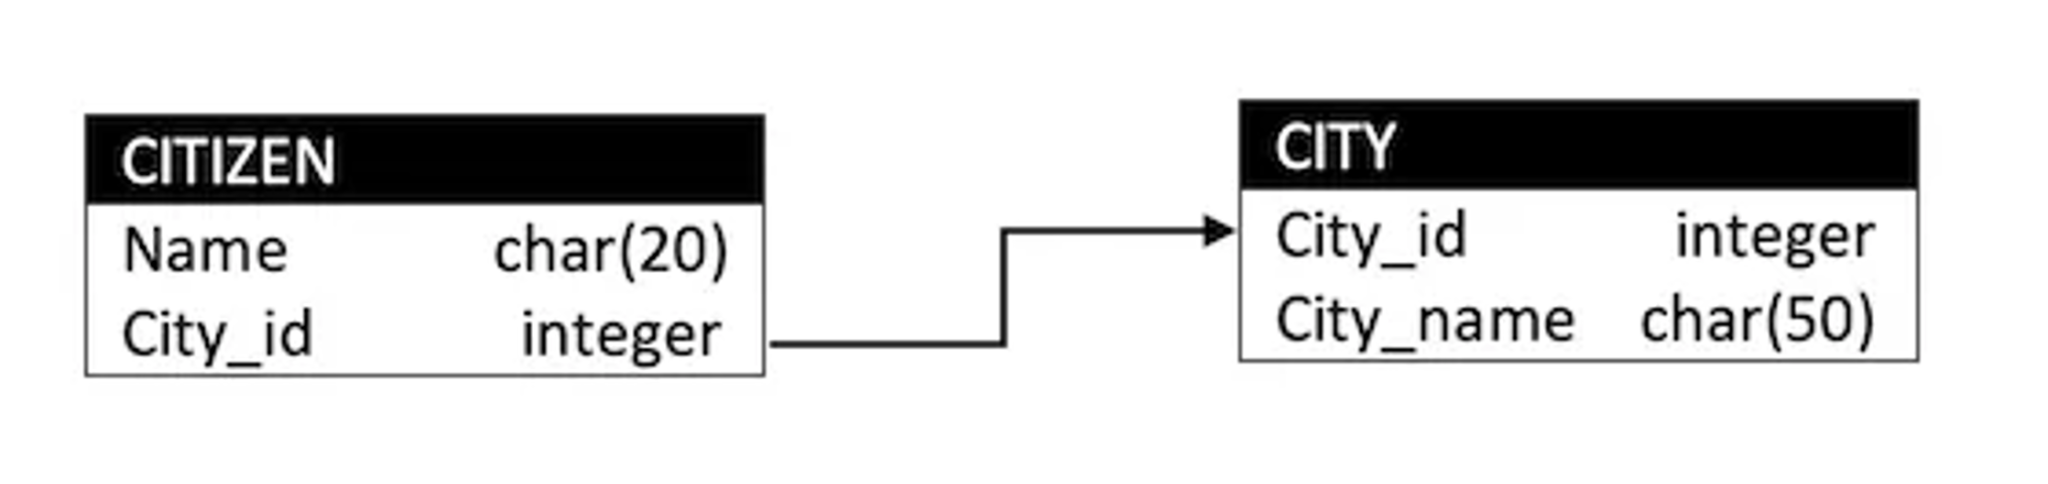 CITIZEN
Name char(20)
City_id integer
CITY
City_id integer
City_name char(50)